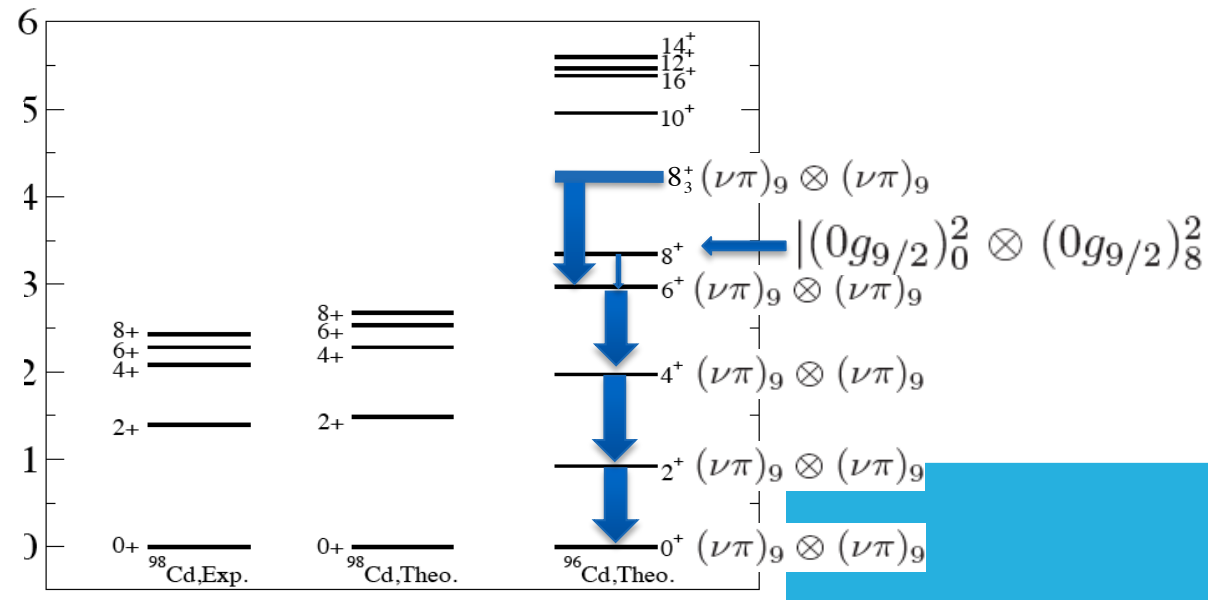 6
14⁺
12⁺
16⁺
5
10⁺
4
8₃⁺ (νπ)₉ ⊗ (νπ)₉
8⁺ |(0g₉/₂)²₀ ⊗ (0g₉/₂)²₈
3
6⁺ (νπ)₉ ⊗ (νπ)₉
8+ 8+
6+ 6+
4+ 4+
2
4⁺ (νπ)₉ ⊗ (νπ)₉
2+ 2+
1
2⁺ (νπ)₉ ⊗ (νπ)₉
0+ 0+ 0⁺ (νπ)₉ ⊗ (νπ)₉
⁹⁸Cd,Exp. ⁹⁸Cd,Theo. ⁹⁶Cd,Theo.